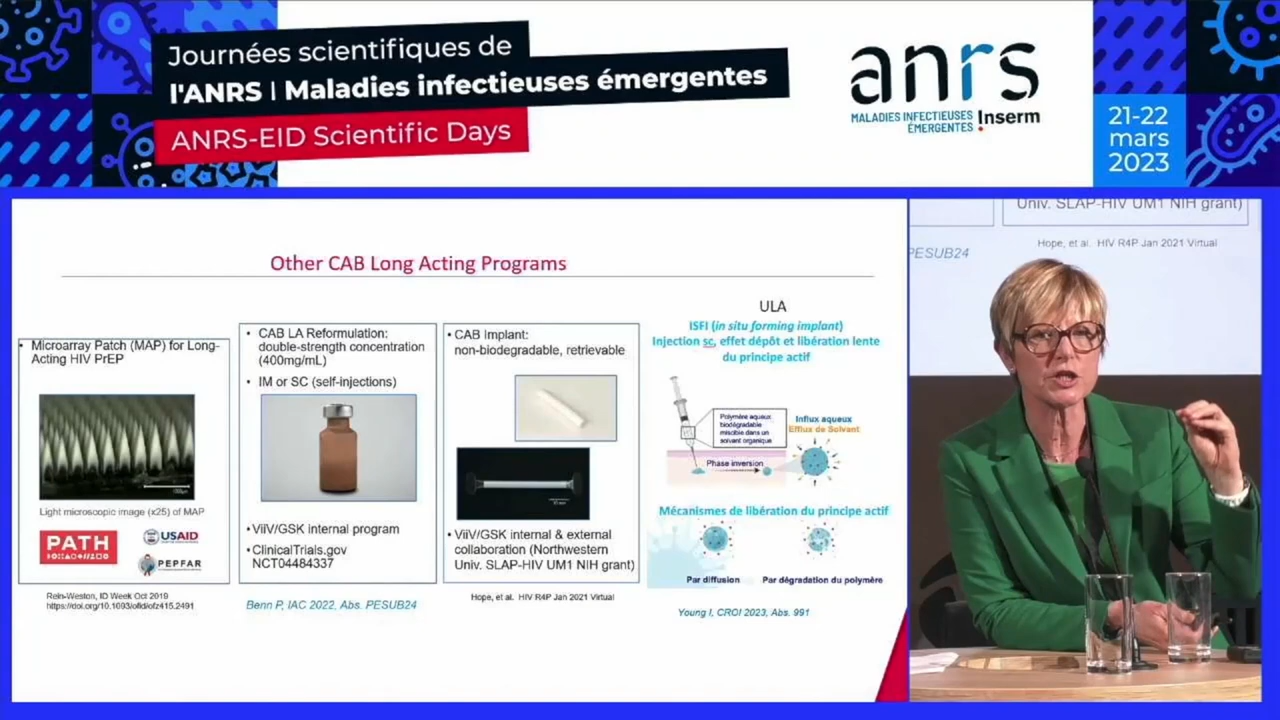 Journées scientifiques de
l'ANRS | Maladies infectieuses émergentes
ANRS-EID Scientific Days
anrs
MALADIES INFECTIEUSES
ÉMERGENTES
Inserm
21-22
mars
2023
Other CAB Long Acting Programs
• Microarray Patch (MAP) for Long-
Acting HIV PrEP
Light microscopic image (x25) of MAP
PATH
USAID
PEPFAR
Rein-Weston, ID Week Oct 2019
https://doi.org/10.1093/ofid/ofz415.2491
• CAB LA Reformulation:
double-strength concentration
(400mg/mL)
• IM or SC (self-injections)
• ViiV/GSK internal program
• ClinicalTrials.gov
NCT04484337
Benn P, IAC 2022, Abs. PESUB24
• CAB Implant:
non-biodegradable, retrievable
• ViiV/GSK internal & external
collaboration (Northwestern
Univ. SLAP-HIV UM1 NIH grant)
Hope, et al. HIV R4P Jan 2021 Virtual
ULA
ISFI (in situ forming implant)
Injection sc, effet dépôt et libération lente
du principe actif
Polymère aqueux
biodégradable
miscible dans un
solvant organique
Influx aqueux
Efflux de Solvant
Phase inversion
Mécanismes de libération du principe actif
Par diffusion
Par dégradation du polymère
Young I, CROI 2023, Abs. 991
Univ. SLAP-HIV UM1 NIH grant)
PESUB24
Hope, et al. HIV R4P Jan 2021 Virtual